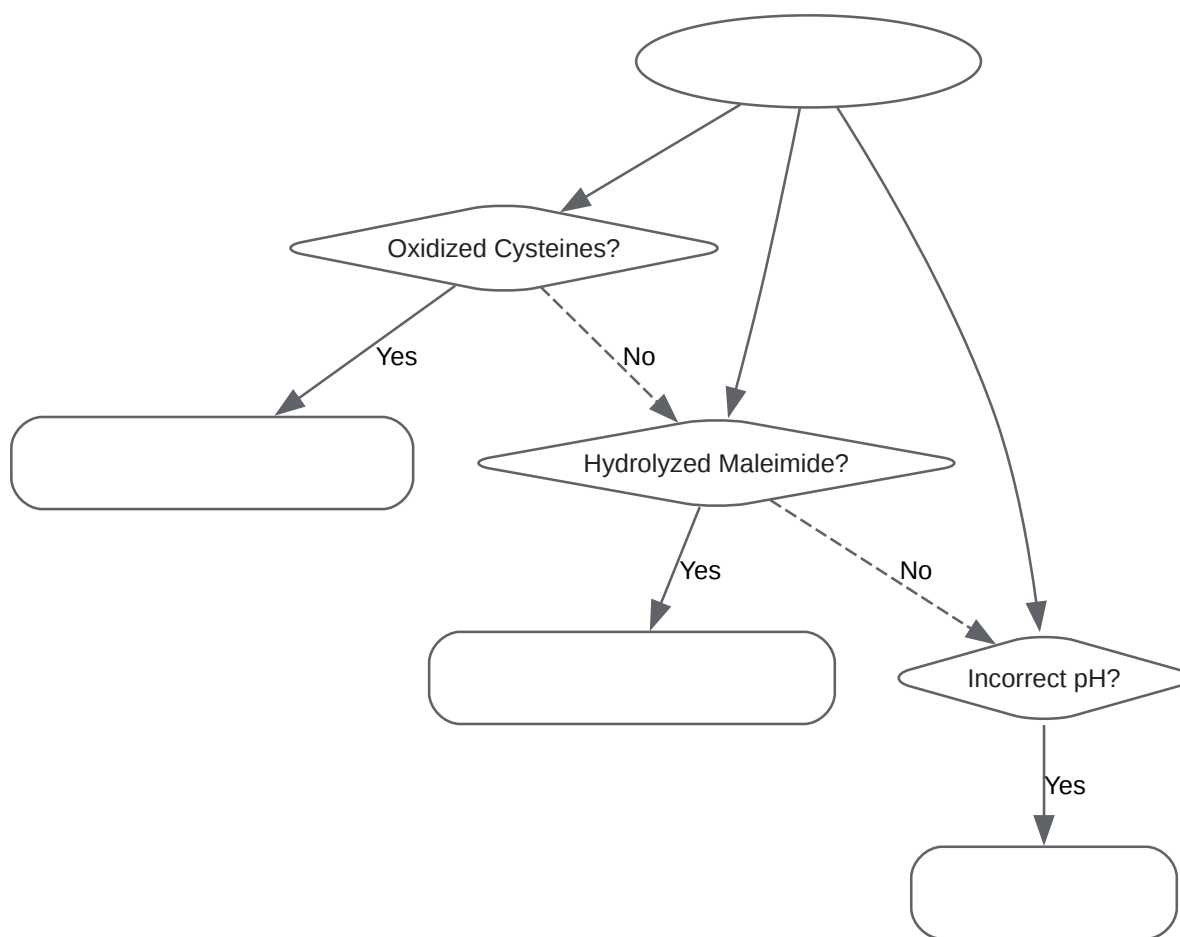 Oxidized Cysteines?
Yes
No
Hydrolyzed Maleimide?
Yes
No
Incorrect pH?
Yes